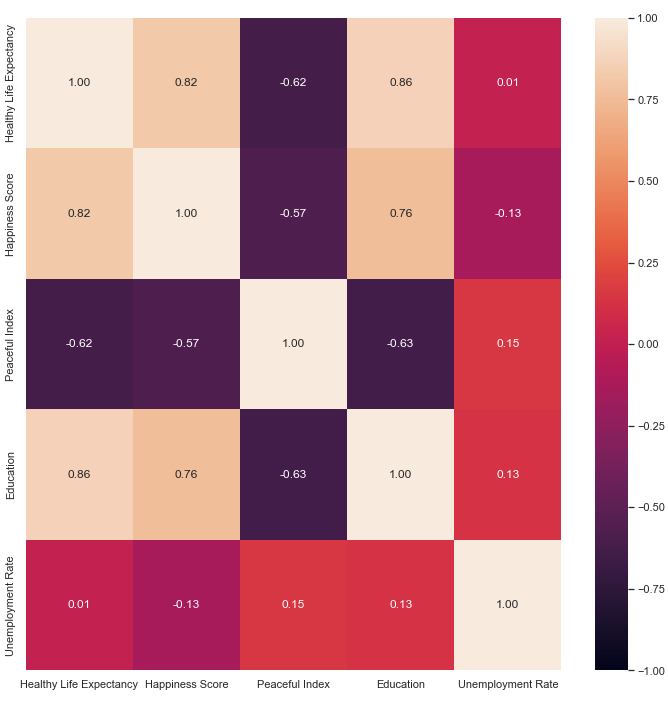 Healthy Life Expectancy
1.00 0.82 -0.62 0.86 0.01
Happiness Score
0.82 1.00 -0.57 0.76 -0.13
Peaceful Index
-0.62 -0.57 1.00 -0.63 0.15
Education
0.86 0.76 -0.63 1.00 0.13
Unemployment Rate
0.01 -0.13 0.15 0.13 1.00
Healthy Life Expectancy Happiness Score Peaceful Index Education Unemployment Rate
1.00
0.75
0.50
0.25
0.00
−0.25
−0.50
−0.75
−1.00